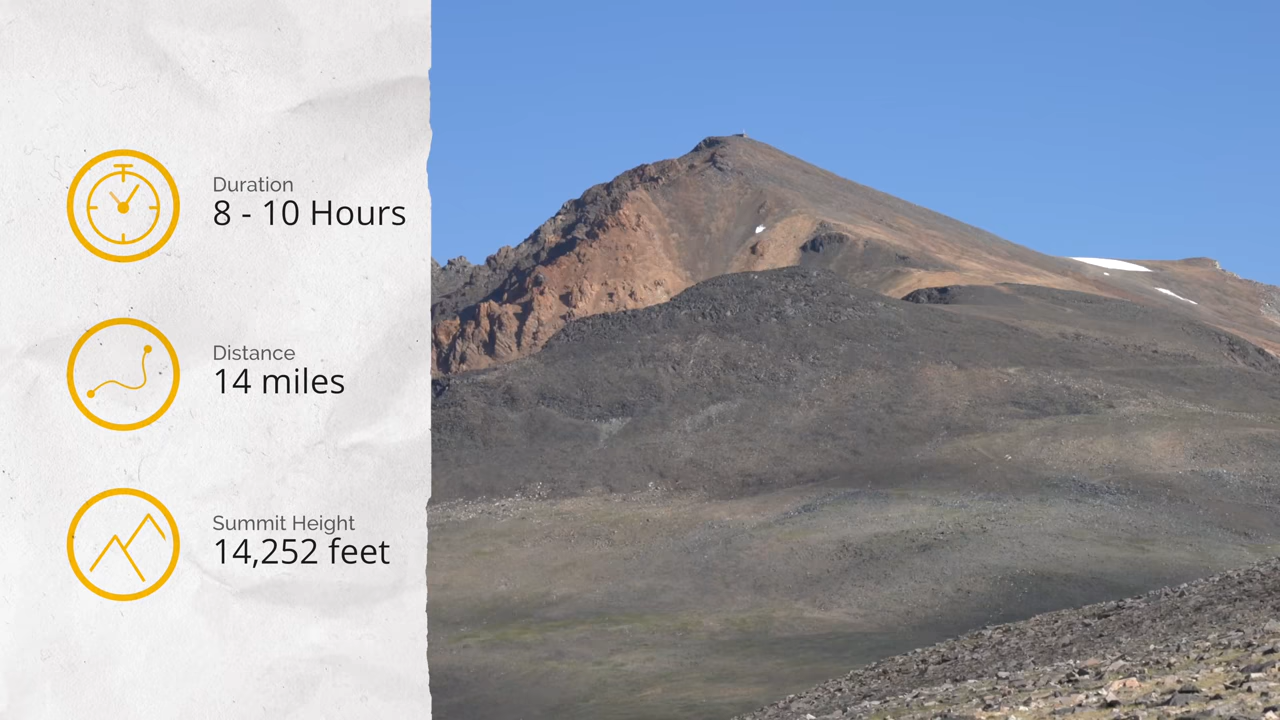 Duration
8 - 10 Hours
Distance
14 miles
Summit Height
14,252 feet